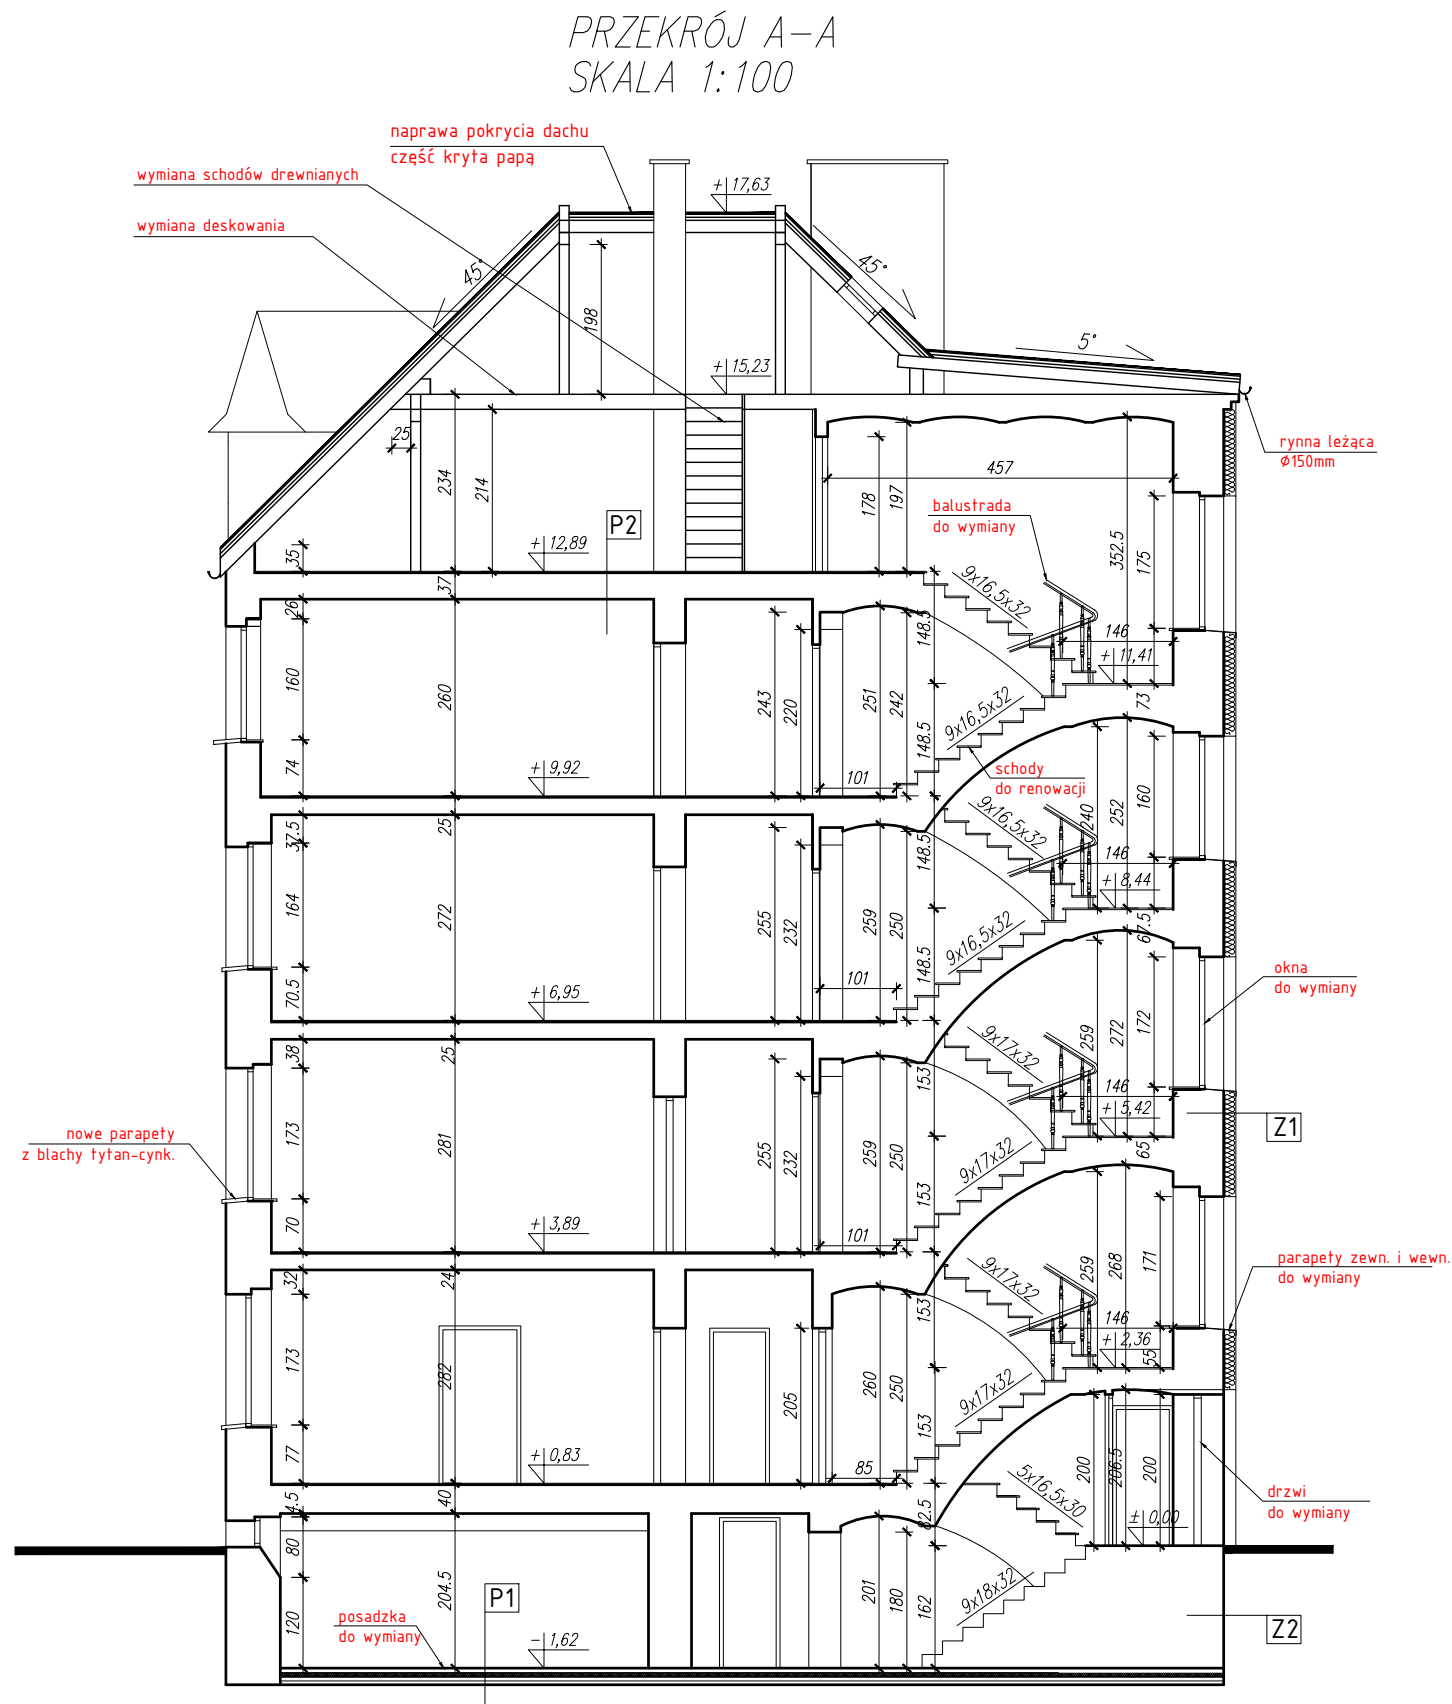 PRZEKRÓJ A-A
SKALA 1:100
naprawa pokrycia dachu
część kryta papą
wymiana schodów drewnianych
+17,63
wymiana deskowania
45°
45°
198
5°
+15,23
25
rynna leżąca
Ø150mm
457
234
214
178
197
balustrada
do wymiany
P2
352.5
175
+12,89
35
37
9x16,5x32
26
148.5
146
+11,41
160
260
243
220
251
242
73
9x16,5x32
148.5
74
+9,92
101
schody
do renowacji
240
252
160
37.5
25
9x16,5x32
148.5
146
+8,44
164
272
255
232
259
250
67.5
9x16,5x32
148.5
70.5
+6,95
101
okna
do wymiany
38
25
9x17x32
259
272
172
153
146
+5,42
Z1
nowe parapety
z blachy tytan-cynk.
173
281
255
232
259
250
65
9x17x32
153
70
+3,89
101
parapety zewn. i wewn.
do wymiany
32
24
9x17x32
259
268
171
153
146
+2,36
55
173
282
205
260
250
9x17x32
153
77
+0,83
85
200
206.5
200
drzwi
do wymiany
4.5
40
5x16,5x30
82.5
±0,00
80
204.5
201
180
162
9x18x32
P1
Z2
120
posadzka
do wymiany
-1,62